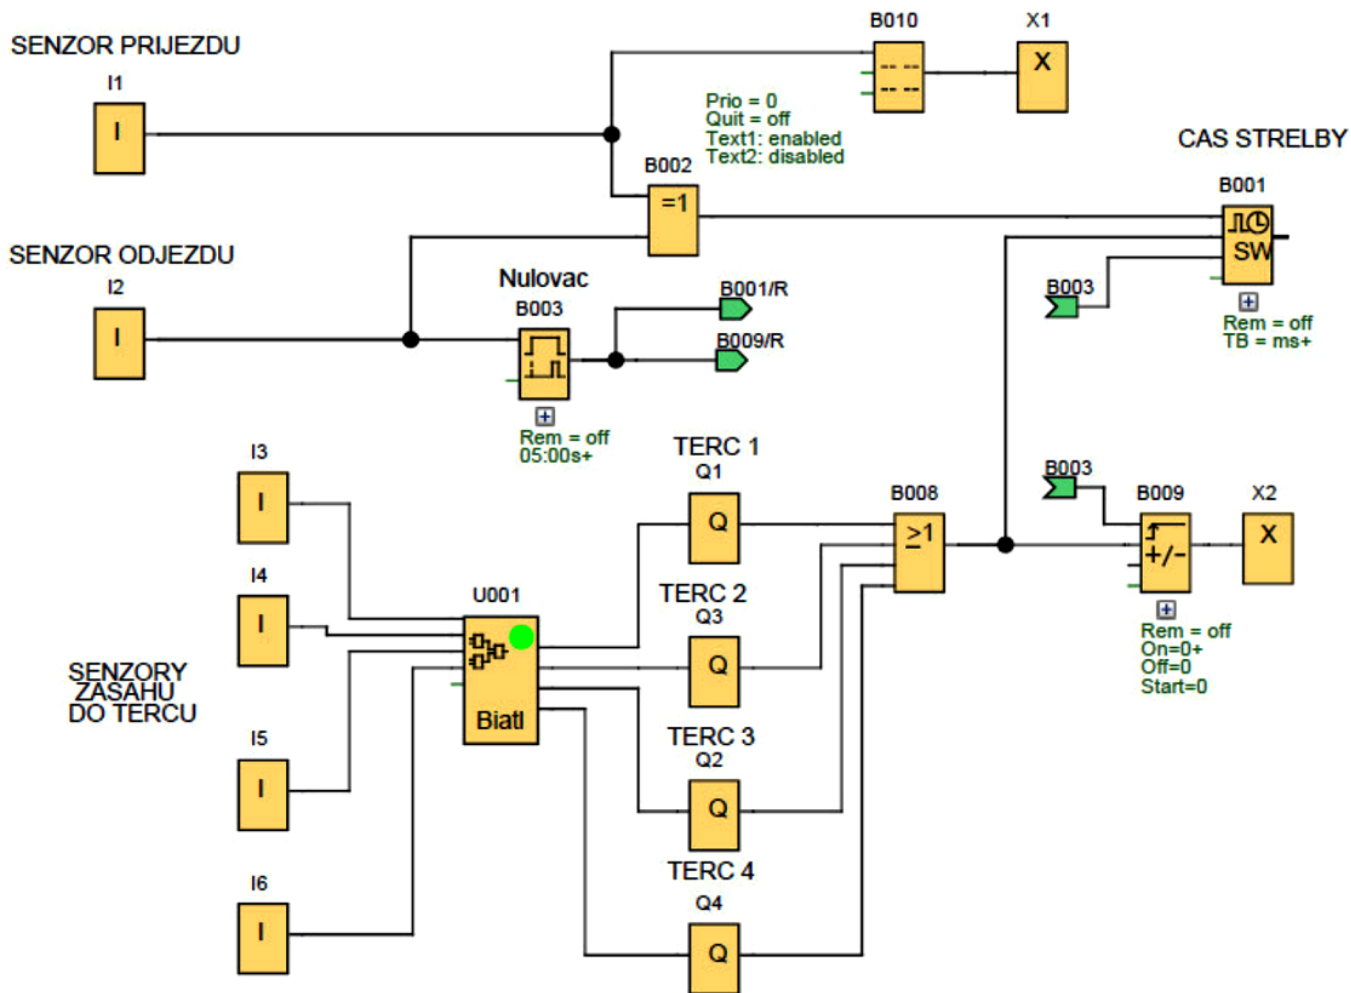 B010
X1
SENZOR PRIJEZDU
I1
X
I
Prio = 0
Quit = off
Text1: enabled
Text2: disabled
CAS STRELBY
B002
=1
B001
SW
SENZOR ODJEZDU
I2
I
Nulovac
B003
B001/R
B009/R
B003
Rem = off
TB = ms+
Rem = off
05:00s+
I3
I
TERC 1
Q1
Q
B008
>1
B003
B009
+/-
X2
X
I4
I
U001
Biatl
TERC 2
Q3
Q
Rem = off
On=0+
Off=0
Start=0
SENZORY
ZASAHU
DO TERCU
I5
I
TERC 3
Q2
Q
I6
I
TERC 4
Q4
Q